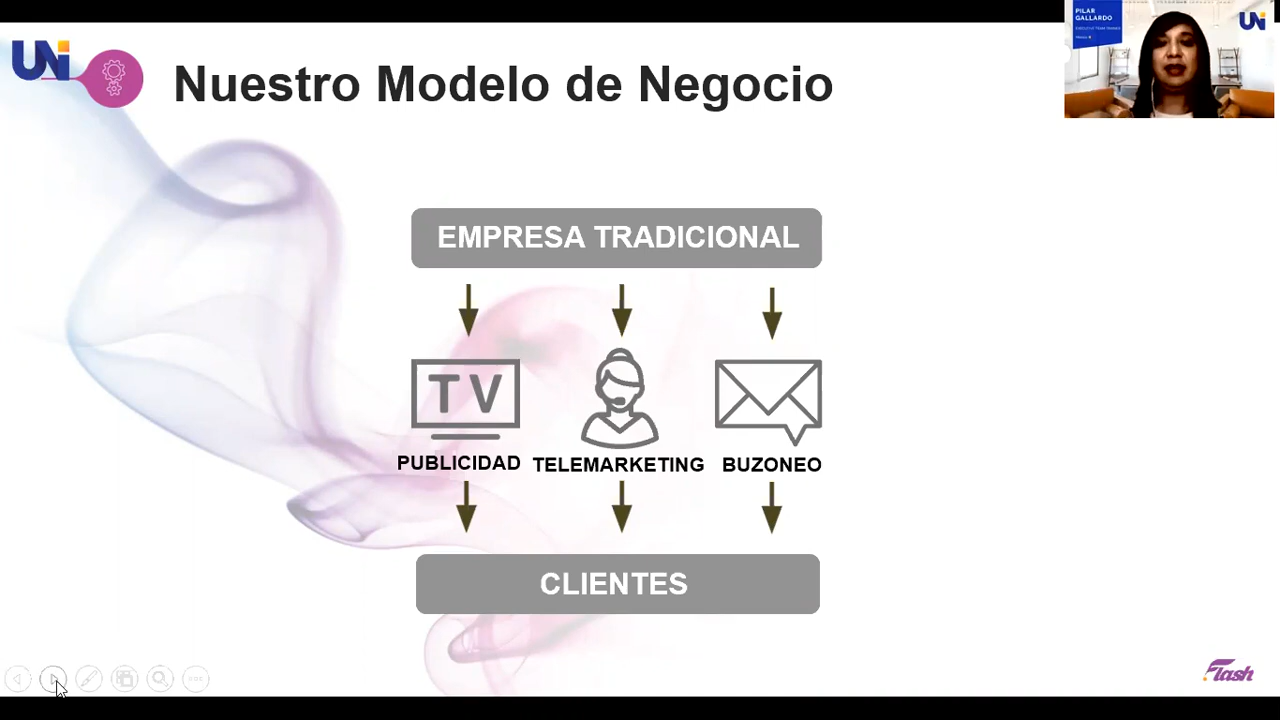 UNi
Nuestro Modelo de Negocio
PILAR
GALLARDO
UNi
EMPRESA TRADICIONAL
TV
PUBLICIDAD TELEMARKETING BUZONEO
CLIENTES
Flash